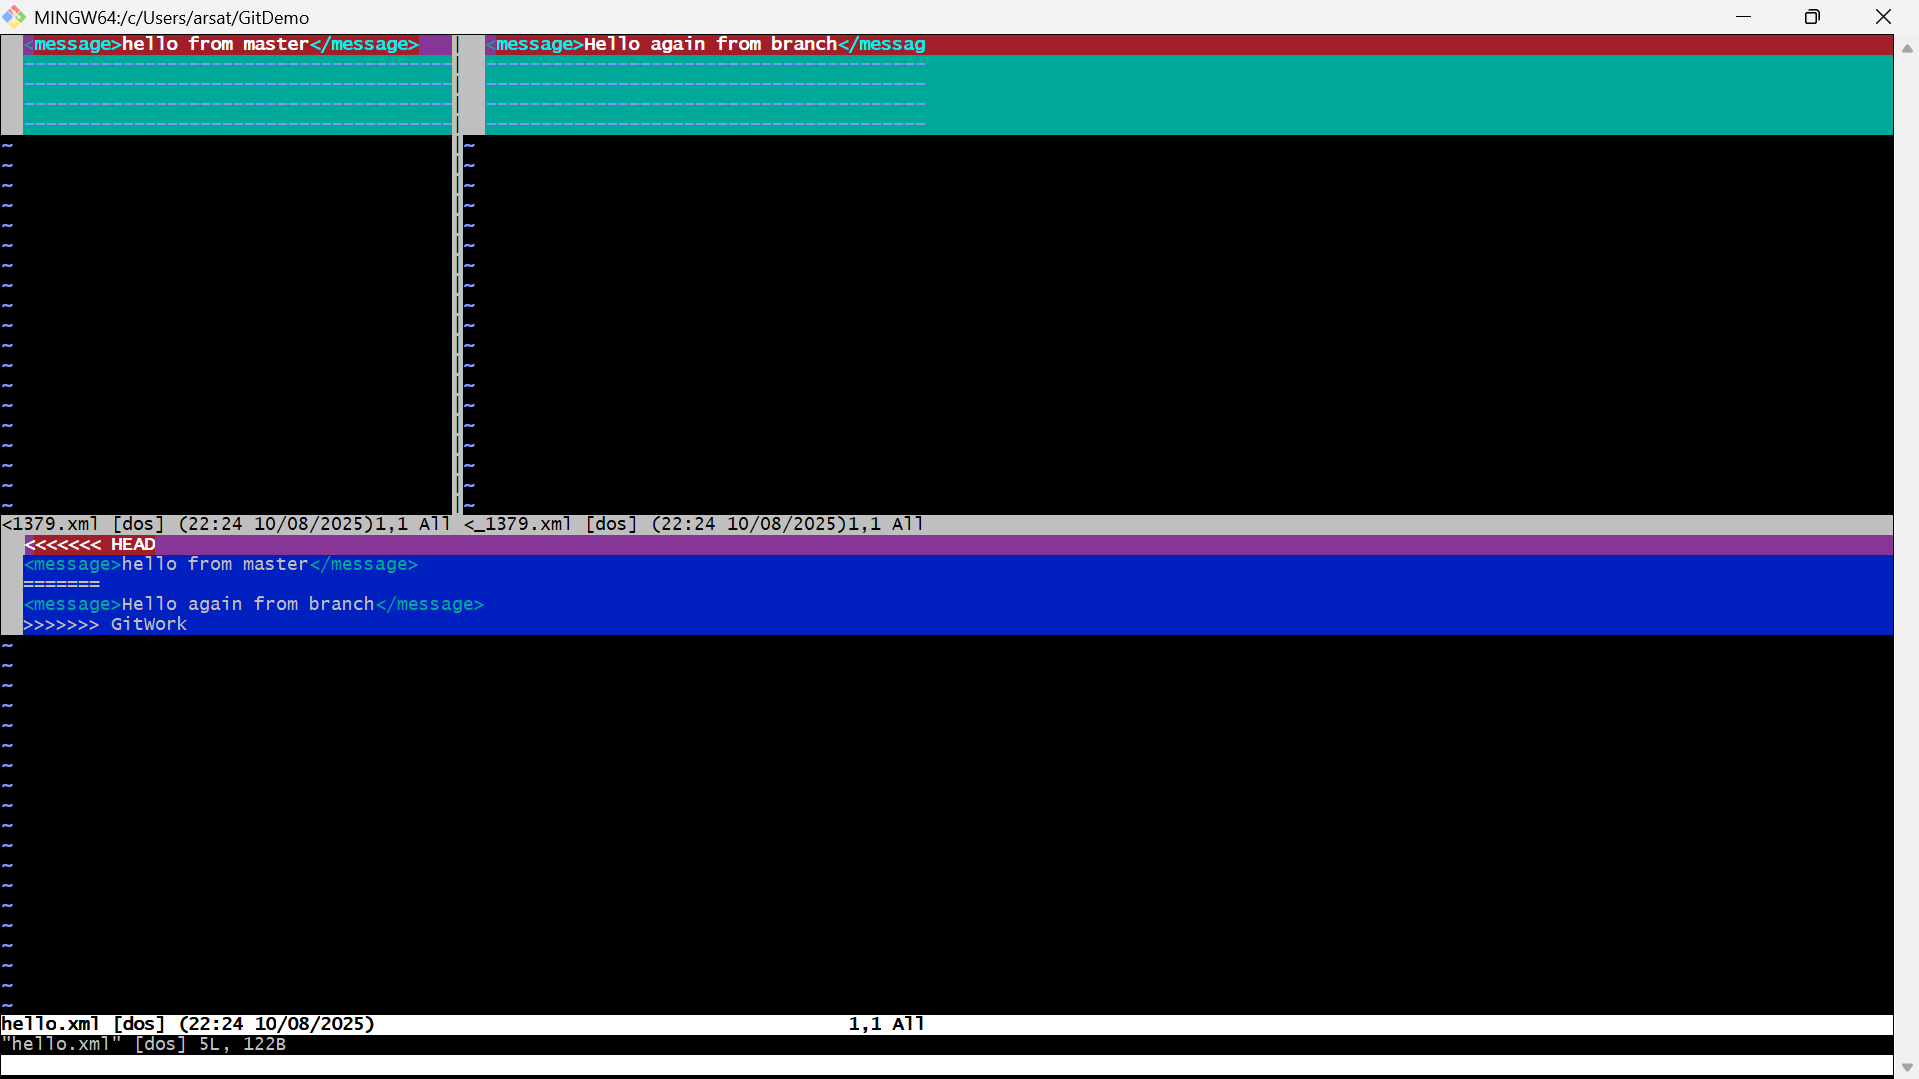 MINGW64:/c/Users/arsat/GitDemo
<message>hello from master</message>
<message>Hello again from branch</messag
----------------------------------------
----------------------------------------
----------------------------------------
----------------------------------------
<1379.xml [dos] (22:24 10/08/2025)1,1 All <_1379.xml [dos] (22:24 10/08/2025)1,1 All
<<<<<<< HEAD
<message>hello from master</message>
=======
<message>Hello again from branch</message>
>>>>>>> GitWork
hello.xml [dos] (22:24 10/08/2025) 1,1 All
"hello.xml" [dos] 5L, 122B